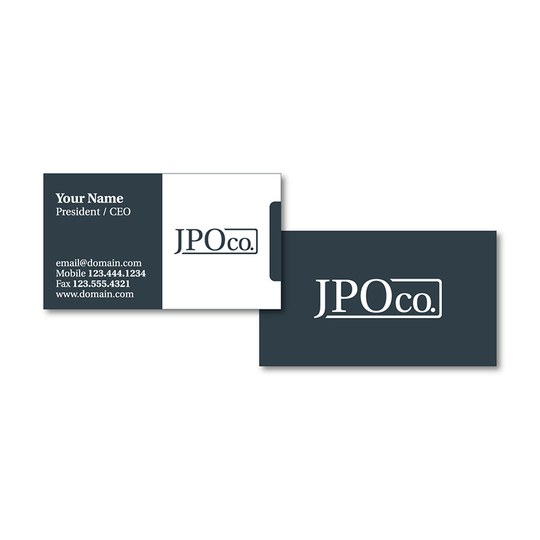 Your Name
President / CEO
email@domain.com
Mobile 123.444.1234
Fax 123.555.4321
www.domain.com
JPOco.
JPOco.